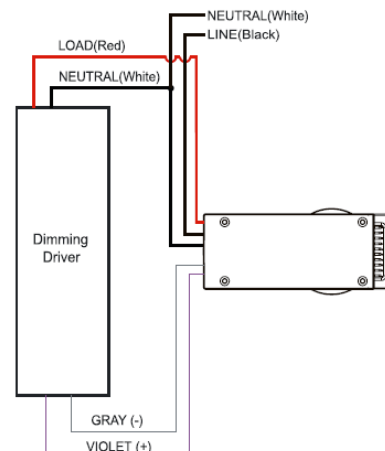 NEUTRAL(White)
LOAD(Red)
LINE(Black)
NEUTRAL(White)
Dimming
Driver
GRAY (-)
VIOLET (+)